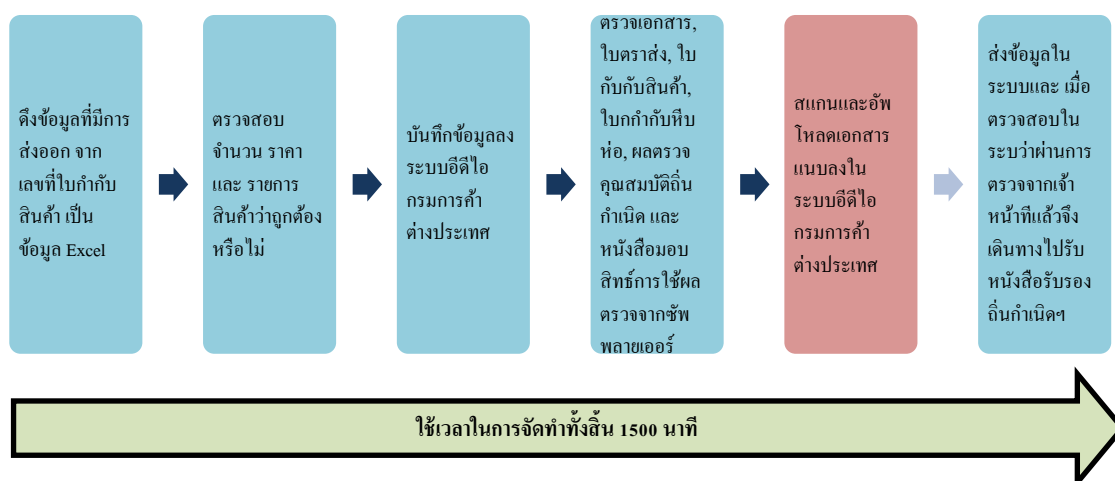 ดึงข้อมูลที่มีการ
ส่งออก จาก
เลขที่ใบกำกับ
สินค้า เป็น
ข้อมูล Excel
ตรวจสอบ
จำนวน ราคา
และ รายการ
สินค้าว่าถูกต้อง
หรือไม่
บันทึกข้อมูลลง
ระบบอีดีไอ
กรมการค้า
ต่างประเทศ
ตรวจเอกสาร,
ใบตราส่ง, ใบ
กับกับสินค้า,
ใบกกำกับหีบ
ห่อ, ผลตรวจ
คุณสมบัติถิ่น
กำเนิด และ
หนังสือมอบ
สิทธ์การใช้ผล
ตรวจจากซัพ
พลายเออร์
สแกนและอัพ
โหลดเอกสาร
แนบลงใน
ระบบอีดีไอ
กรมการค้า
ต่างประเทศ
ส่งข้อมูลใน
ระบบและ เมื่อ
ตรวจสอบใน
ระบว่าผ่านการ
ตรวจจากเจ้า
หน้าทีแล้วจึง
เดินทางไปรับ
หนังสือรับรอง
ถิ่นกำเนิดฯ
ใช้เวลาในการจัดทำทั้งสิ้น 1500 นาที